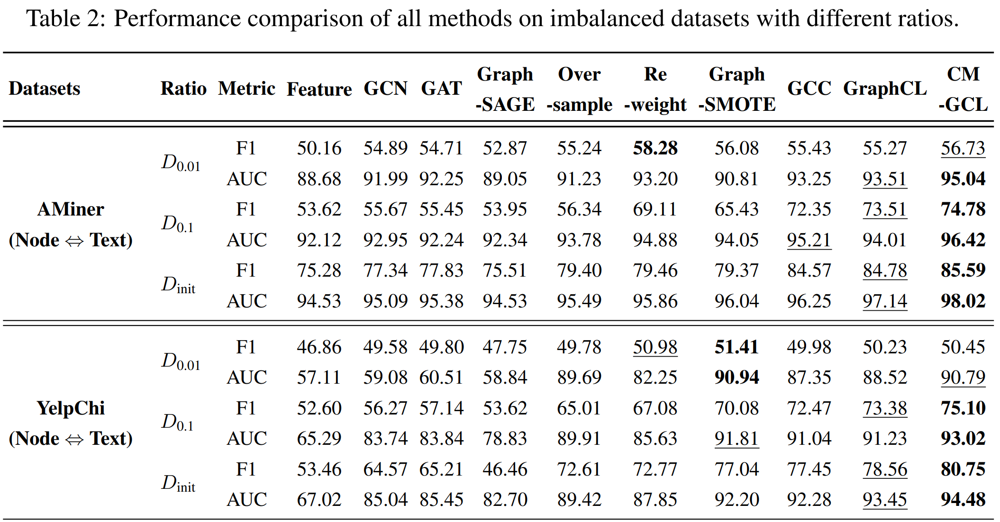 Table 2: Performance comparison of all methods on imbalanced datasets with different ratios.
Datasets Ratio Metric Feature GCN GAT Graph -SAGE Over -sample Re -weight Graph -SMOTE GCC GraphCL CM -GCL
AMiner (Node ⇔ Text)
D0.01 F1 50.16 54.89 54.71 52.87 55.24 58.28 56.08 55.43 55.27 56.73
AUC 88.68 91.99 92.25 89.05 91.23 93.20 90.81 93.25 93.51 95.04
D0.1 F1 53.62 55.67 55.45 53.95 56.34 69.11 65.43 72.35 73.51 74.78
AUC 92.12 92.95 92.24 92.34 93.78 94.88 94.05 95.21 94.01 96.42
Dinit F1 75.28 77.34 77.83 75.51 79.40 79.46 79.37 84.57 84.78 85.59
AUC 94.53 95.09 95.38 94.53 95.49 95.86 96.04 96.25 97.14 98.02
YelpChi (Node ⇔ Text)
D0.01 F1 46.86 49.58 49.80 47.75 49.78 50.98 51.41 49.98 50.23 50.45
AUC 57.11 59.08 60.51 58.84 89.69 82.25 90.94 87.35 88.52 90.79
D0.1 F1 52.60 56.27 57.14 53.62 65.01 67.08 70.08 72.47 73.38 75.10
AUC 65.29 83.74 83.84 78.83 89.91 85.63 91.81 91.04 91.23 93.02
Dinit F1 53.46 64.57 65.21 46.46 72.61 72.77 77.04 77.45 78.56 80.75
AUC 67.02 85.04 85.45 82.70 89.42 87.85 92.20 92.28 93.45 94.48